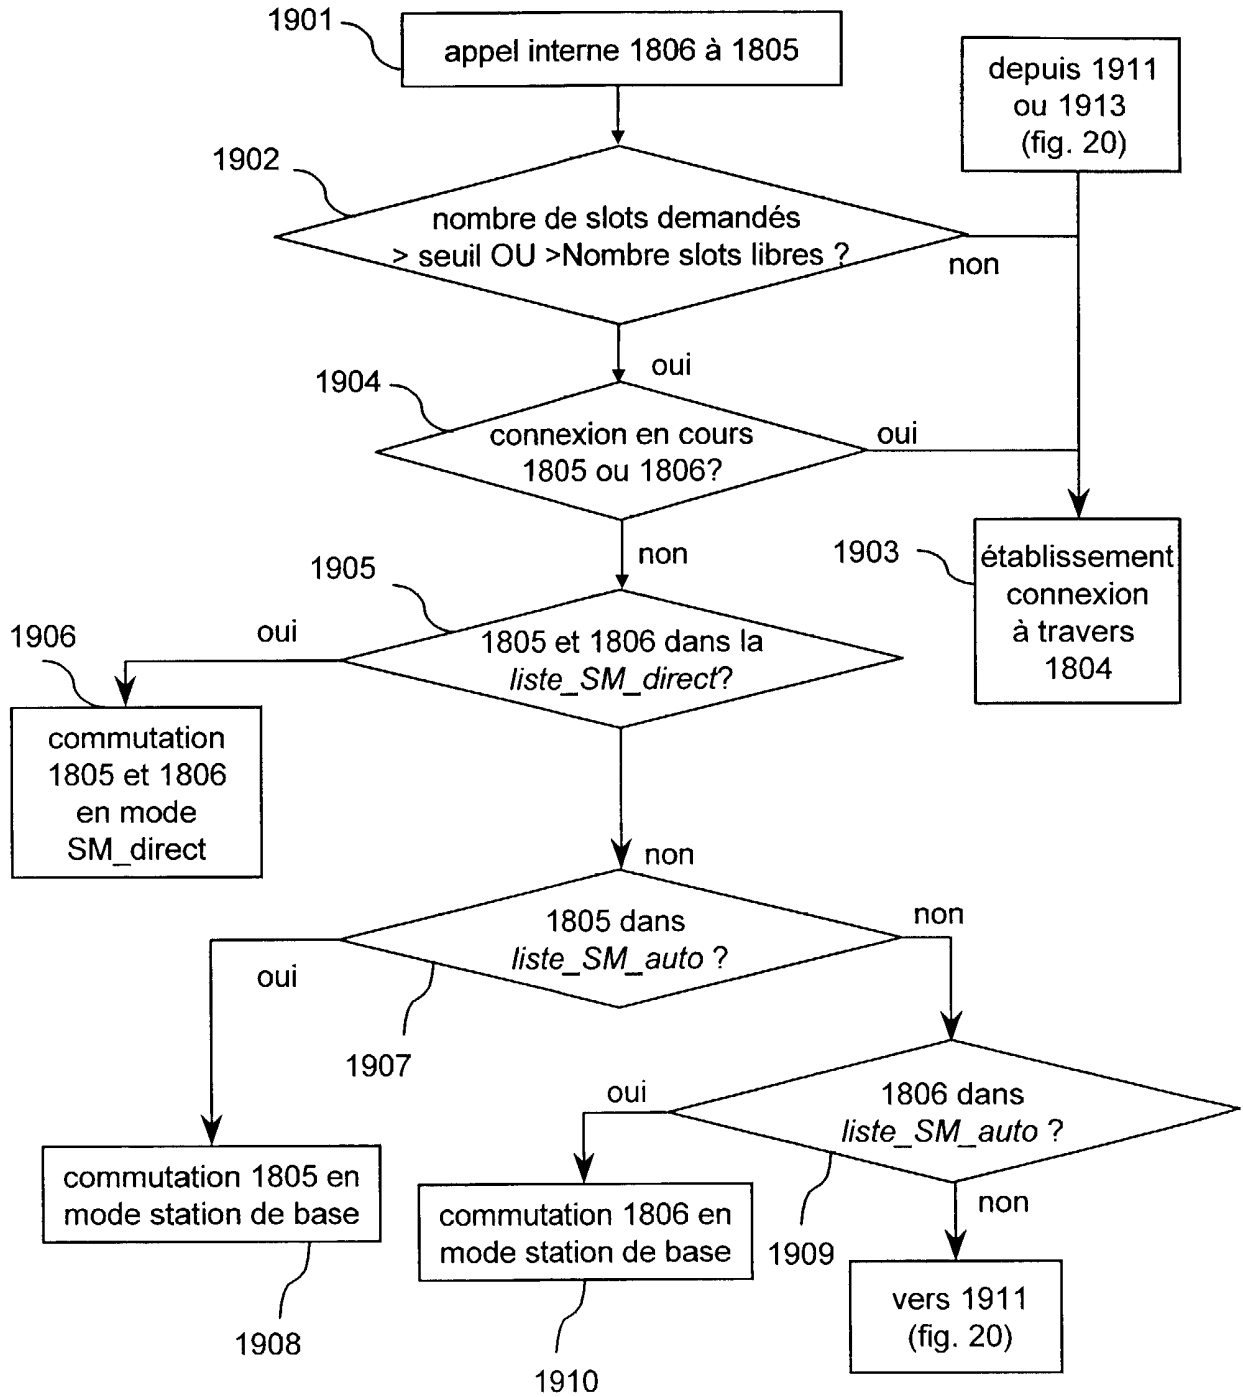 1901
appel interne 1806 à 1805
depuis 1911
ou 1913
(fig. 20)
1902
nombre de slots demandés
> seuil OU >Nombre slots libres ?
non
oui
1904
connexion en cours
1805 ou 1806?
oui
non
1903
établissement
connexion
à travers
1804
1905
1805 et 1806 dans la
liste_SM_direct?
oui
1906
commutation
1805 et 1806
en mode
SM_direct
non
1805 dans
liste_SM_auto ?
non
oui
1907
1806 dans
liste_SM_auto ?
oui
non
1909
commutation 1805 en
mode station de base
1908
commutation 1806 en
mode station de base
1910
vers 1911
(fig. 20)